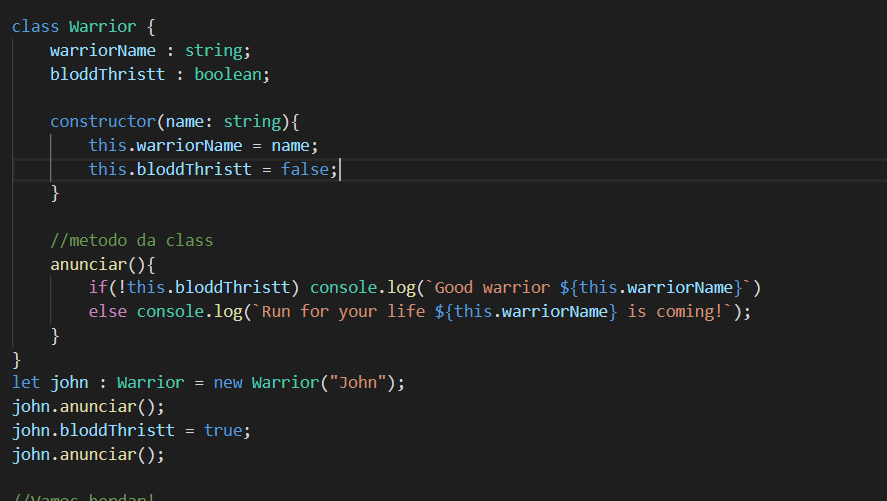 class Warrior {
    warriorName : string;
    bloddThristt : boolean;
    constructor(name: string){
        this.warriorName = name;
        this.bloddThristt = false;
    }
    //metodo da class
    anunciar(){
        if(!this.bloddThristt) console.log(`Good warrior ${this.warriorName}`)
        else console.log(`Run for your life ${this.warriorName} is coming!`);
    }
}
let john : Warrior = new Warrior("John");
john.anunciar();
john.bloddThristt = true;
john.anunciar();
//Vamos